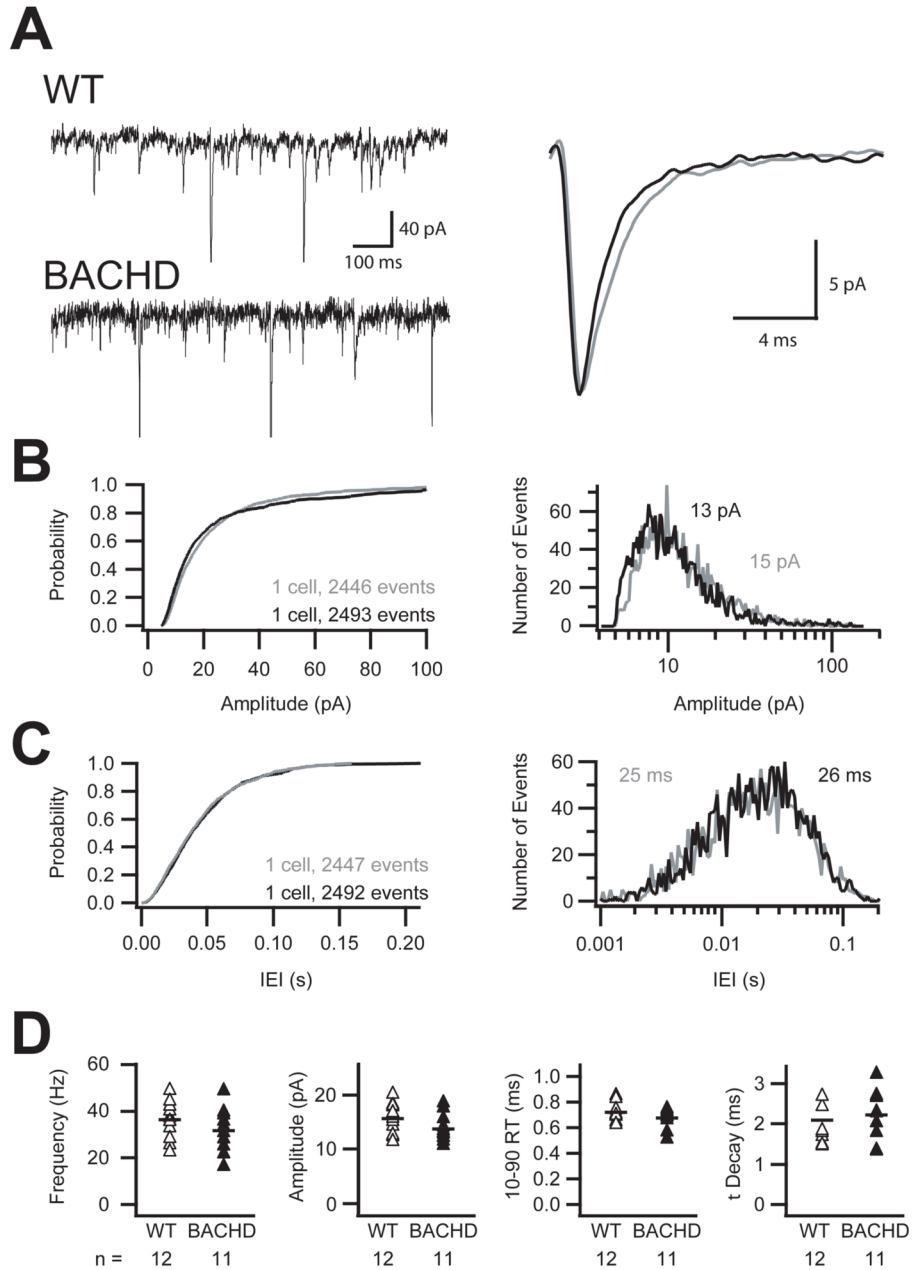 A
WT
40 pA
100 ms
BACHD
5 pA
4 ms
B
Probability
1.0
0.8
0.6
0.4
0.2
0.0
1 cell, 2446 events
1 cell, 2493 events
0 20 40 60 80 100
Amplitude (pA)
Number of Events
60
40
20
0
13 pA
15 pA
10 100
Amplitude (pA)
C
Probability
1.0
0.8
0.6
0.4
0.2
0.0
1 cell, 2447 events
1 cell, 2492 events
0.00 0.05 0.10 0.15 0.20
IEI (s)
Number of Events
60
40
20
0
25 ms
26 ms
0.001 0.01 0.1
IEI (s)
D
Frequency (Hz)
60
40
20
0
WT BACHD
n = 12 11
Amplitude (pA)
20
10
0
WT BACHD
12 11
10-90 RT (ms)
1.0
0.8
0.6
0.4
0.2
0.0
WT BACHD
12 11
t Decay (ms)
3
2
1
0
WT BACHD
12 11